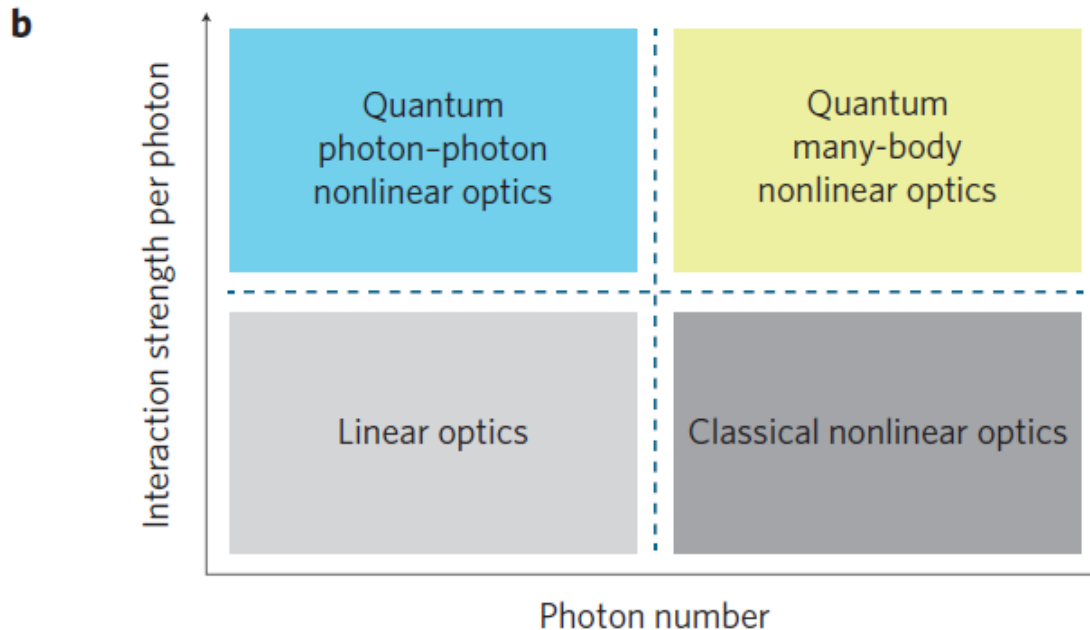 b
Interaction strength per photon
Quantum
photon–photon
nonlinear optics
Quantum
many-body
nonlinear optics
Linear optics
Classical nonlinear optics
Photon number